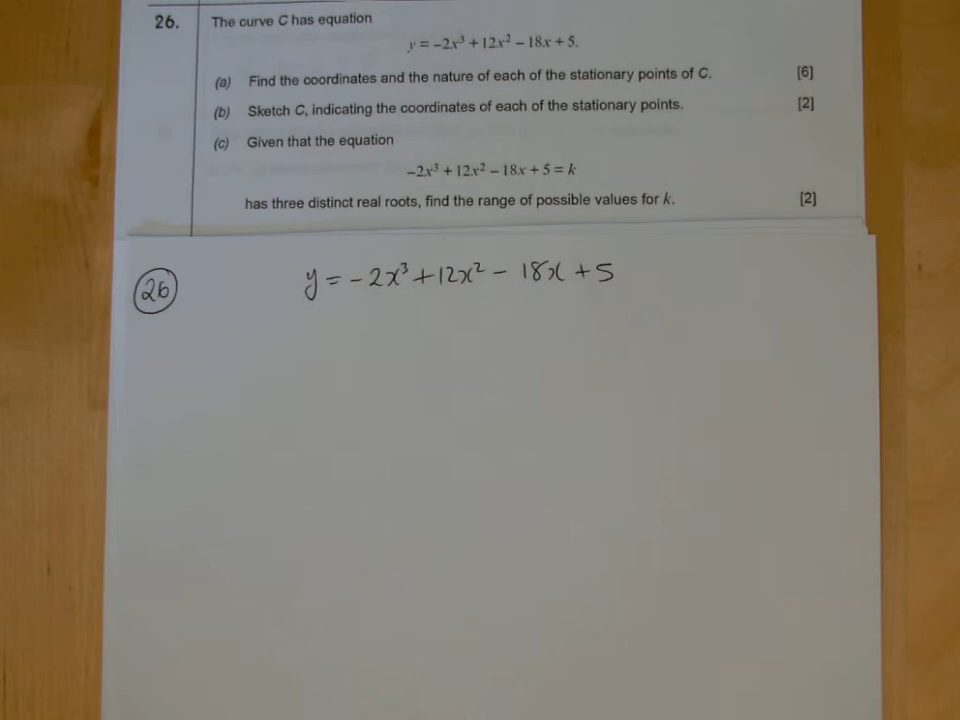 26. The curve C has equation
y = −2x³ + 12x² − 18x + 5.
(a) Find the coordinates and the nature of each of the stationary points of C. [6]
(b) Sketch C, indicating the coordinates of each of the stationary points. [2]
(c) Given that the equation
−2x³ + 12x² − 18x + 5 = k
has three distinct real roots, find the range of possible values for k. [2]
26 y = −2x³ + 12x² − 18x + 5